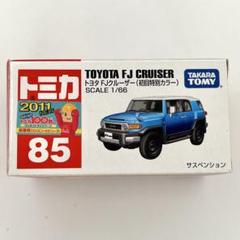 トミカ
2011
85
TOYOTA FJ CRUISER
トヨタ FJクルーザー(初回特別カラー)
SCALE 1/66
TAKARA
TOMY
サスペンション